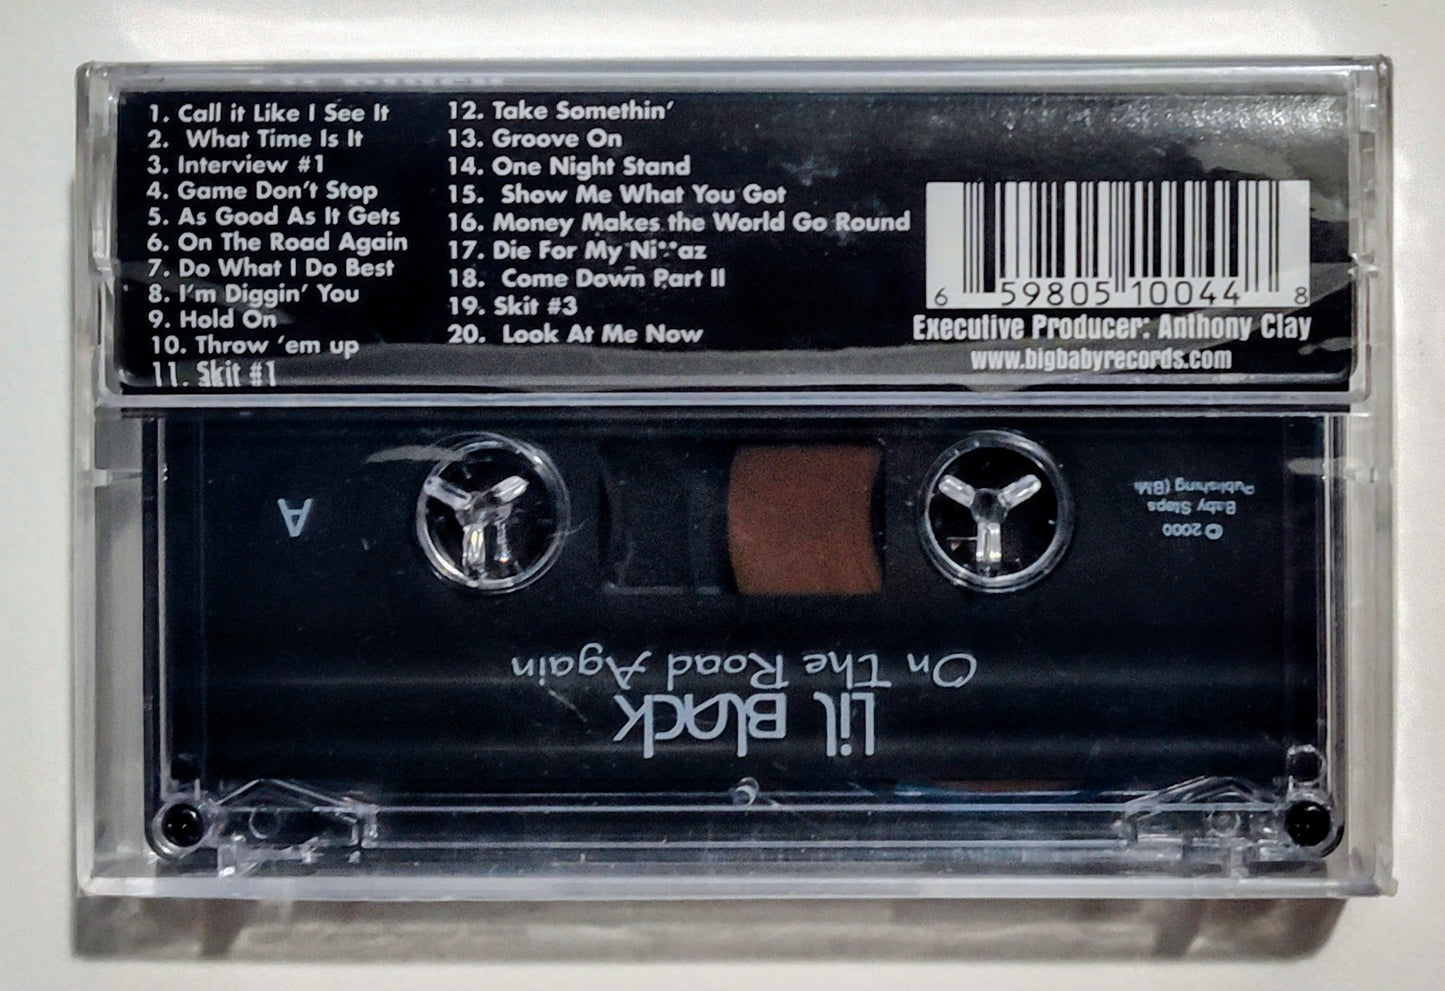 1. Call it Like I See It
2. What Time Is It
3. Interview #1
4. Game Don't Stop
5. As Good As It Gets
6. On The Road Again
7. Do What I Do Best
8. I'm Diggin' You
9. Hold On
10. Throw 'em up
11. Skit #1
12. Take Somethin'
13. Groove On
14. One Night Stand
15. Show Me What You Got
16. Money Makes the World Go Round
17. Die For My Ni**az
18. Come Down Part II
19. Skit #3
20. Look At Me Now
6 59805 10044 8
Executive Producer: Anthony Clay
www.bigbabyrecords.com
A
© 2000
Baby Steps
Publishing (BMI
Lil Black
On The Road Again